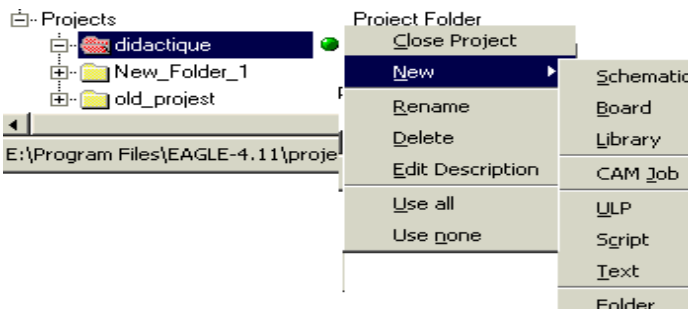 Projects
Project Folder
didactique
New_Folder_1
old_projest
E:\Program Files\EAGLE-4.11\proje
Close Project
New
Rename
Delete
Edit Description
Use all
Use none
Schematic
Board
Library
CAM Job
ULP
Script
Text
Folder